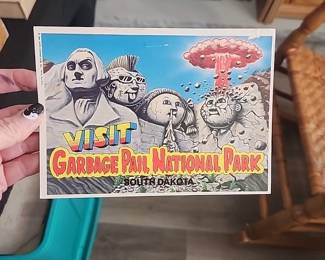 VISIT
GARBAGE PAIL NATIONAL PARK
SOUTH DAKOTA